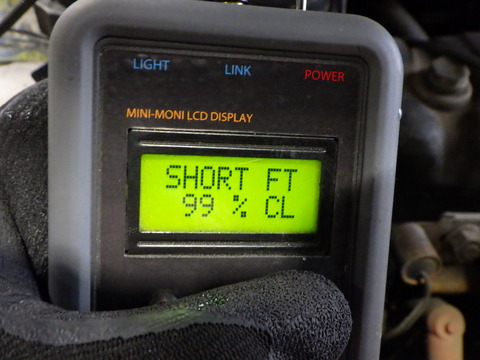 LIGHT LINK POWER
MINI-MONI LCD DISPLAY
SHORT FT
99 % CL